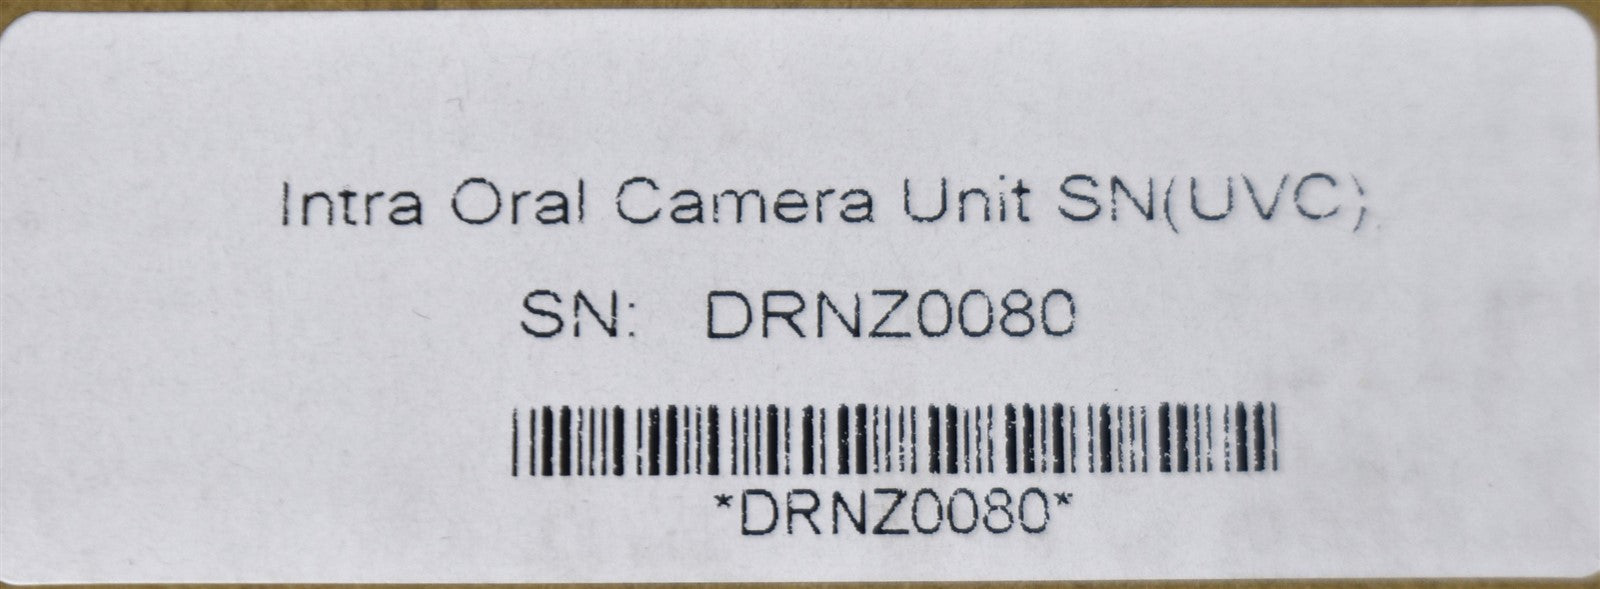 Intra Oral Camera Unit SN(UVC)
SN: DRNZ0080
*DRNZ0080*